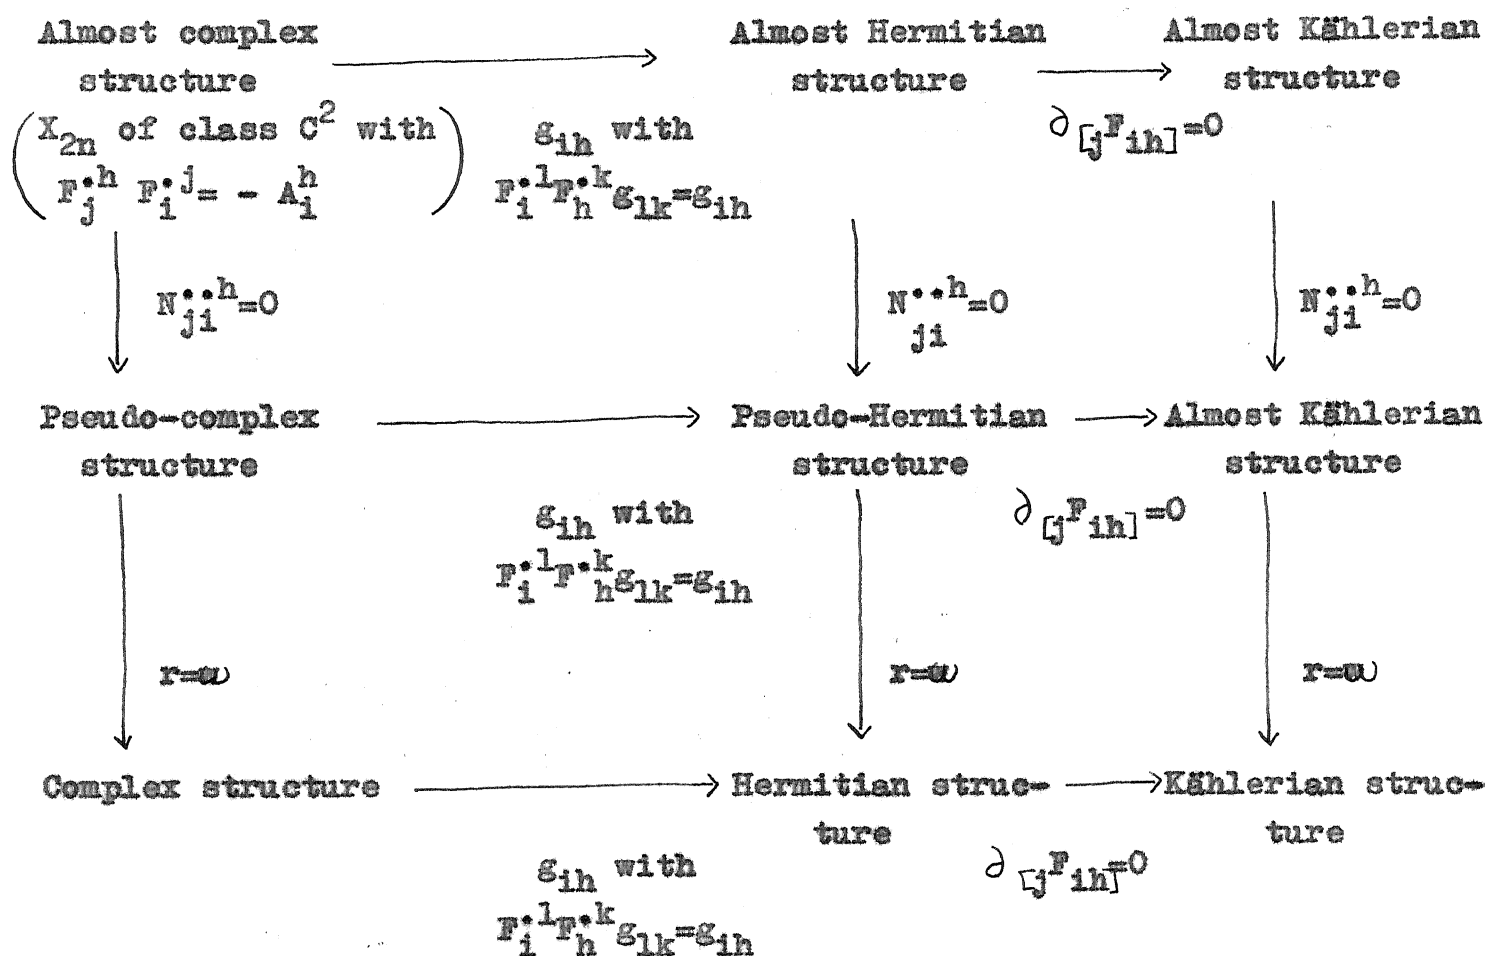 Almost complex structure
Almost Hermitian structure
Almost Kählerian structure
(X_{2n} of class C^2 with
F_j^{·h} F_i^{·j} = - A_i^h)
g_{ih} with
F_i^{·l}F_h^{·k}g_{lk}=g_{ih}
∂_{[j}F_{ih]}=0
N_{ji}^{··h}=0
N_{ji}^{··h}=0
N_{ji}^{··h}=0
Pseudo-complex structure
Pseudo-Hermitian structure
Almost Kählerian structure
g_{ih} with
F_i^{·l}F_h^{·k}g_{lk}=g_{ih}
∂_{[j}F_{ih]}=0
r=ω
r=ω
r=ω
Complex structure
Hermitian struc-
ture
Kählerian struc-
ture
g_{ih} with
F_i^{·l}F_h^{·k}g_{lk}=g_{ih}
∂_{[j}F_{ih]}=0